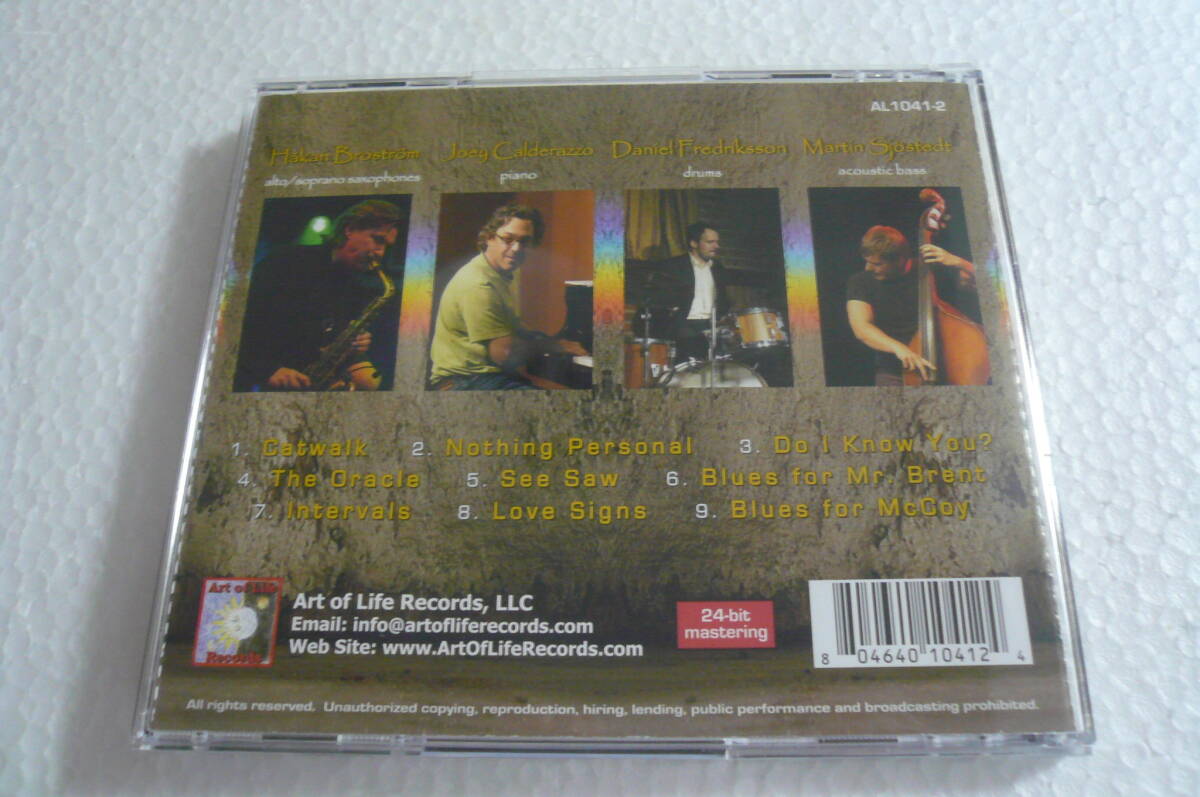 AL1041-2
Håkan Broström Joey Calderazzo Daniel Fredriksson Martin Sjöstedt
alto/soprano saxophones piano drums acoustic bass
1. Catwalk 2. Nothing Personal 3. Do I Know You?
4. The Oracle 5. See Saw 6. Blues for Mr. Brent
7. Intervals 8. Love Signs 9. Blues for McCoy
Art of Life
Records
Art of Life Records, LLC
Email: info@artofliferecords.com
Web Site: www.ArtOfLifeRecords.com
24-bit
mastering
8 04640 10412 4
All rights reserved. Unauthorized copying, reproduction, hiring, lending, public performance and broadcasting prohibited.